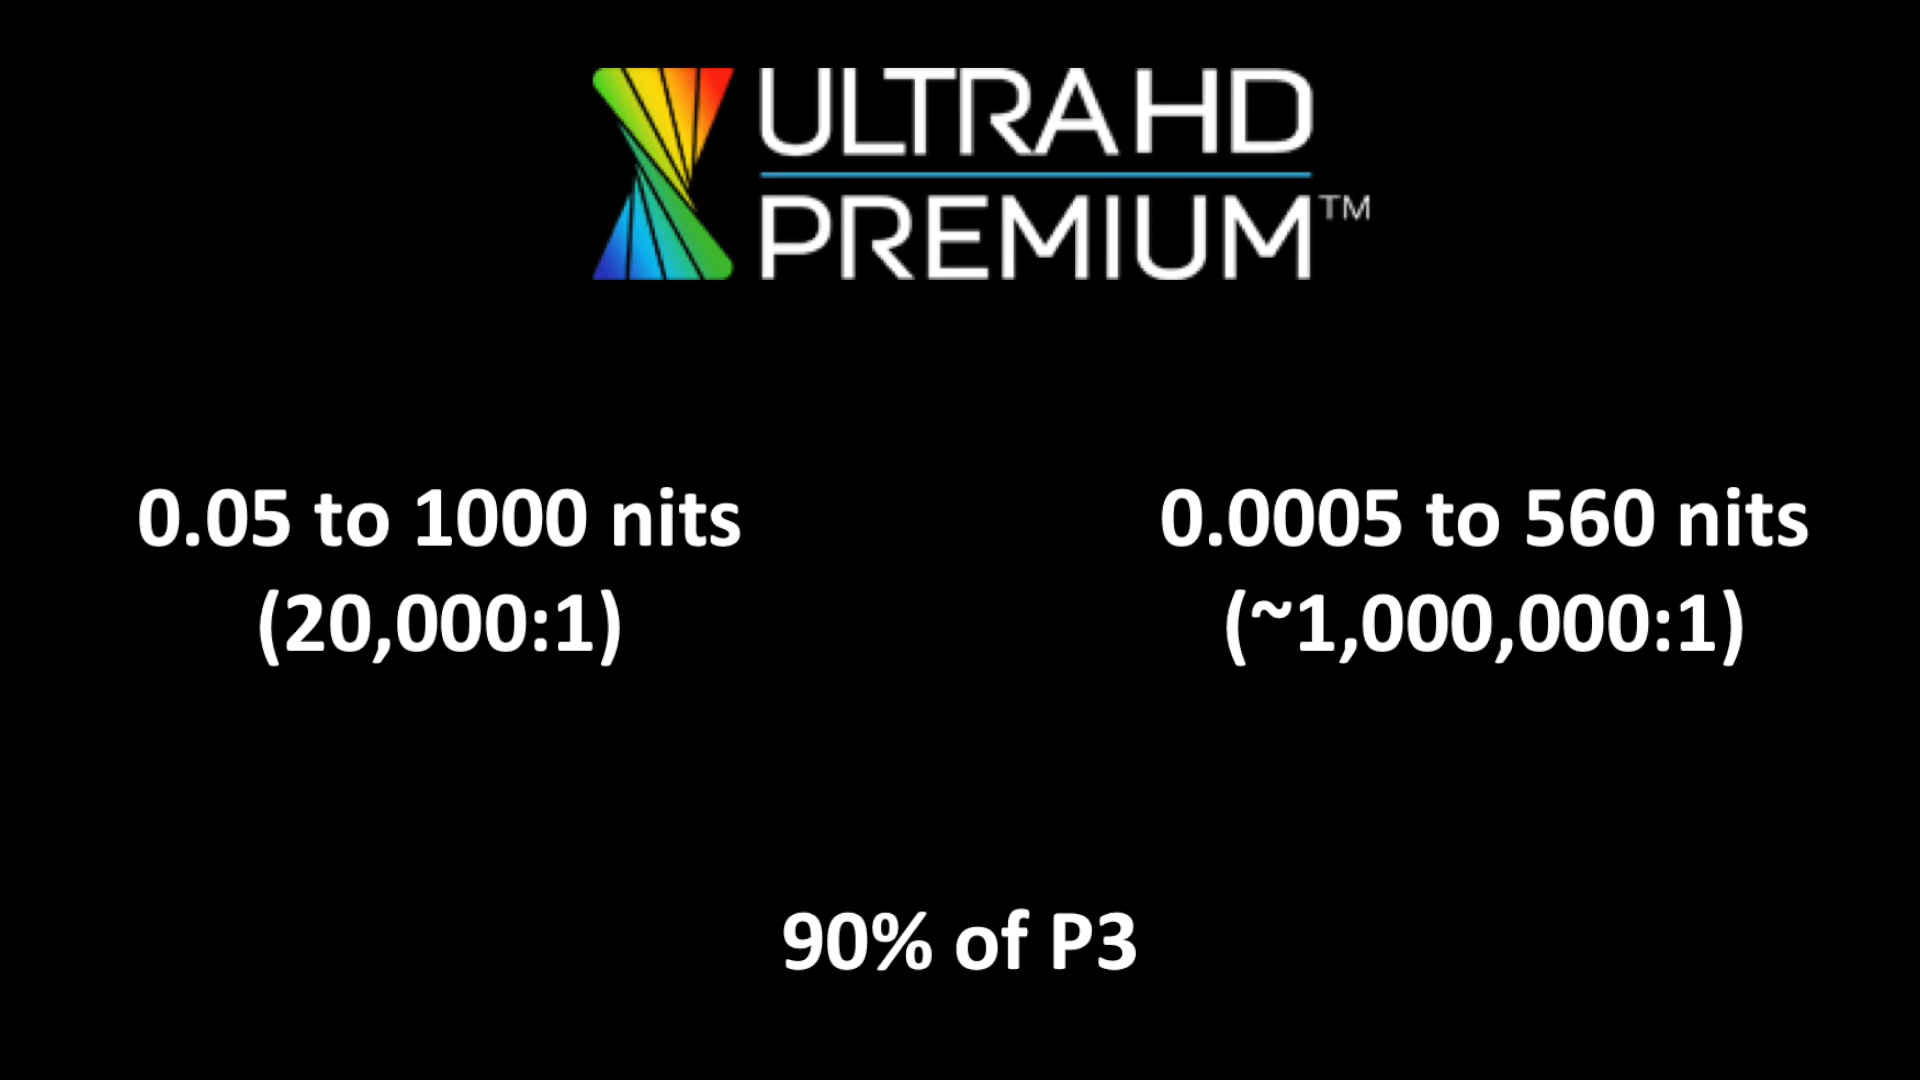 ULTRA HD
PREMIUM™
0.05 to 1000 nits
(20,000:1)
0.0005 to 560 nits
(~1,000,000:1)
90% of P3